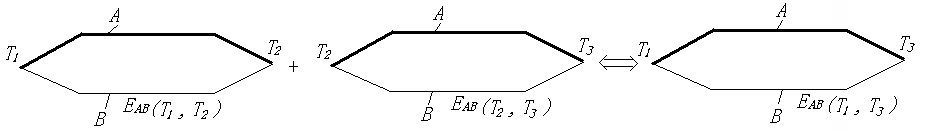 A A A
T1 T2 + T2 T3 ⟺ T1 T3
B EAB(T1, T2) B EAB(T2, T3) B EAB(T1, T3)